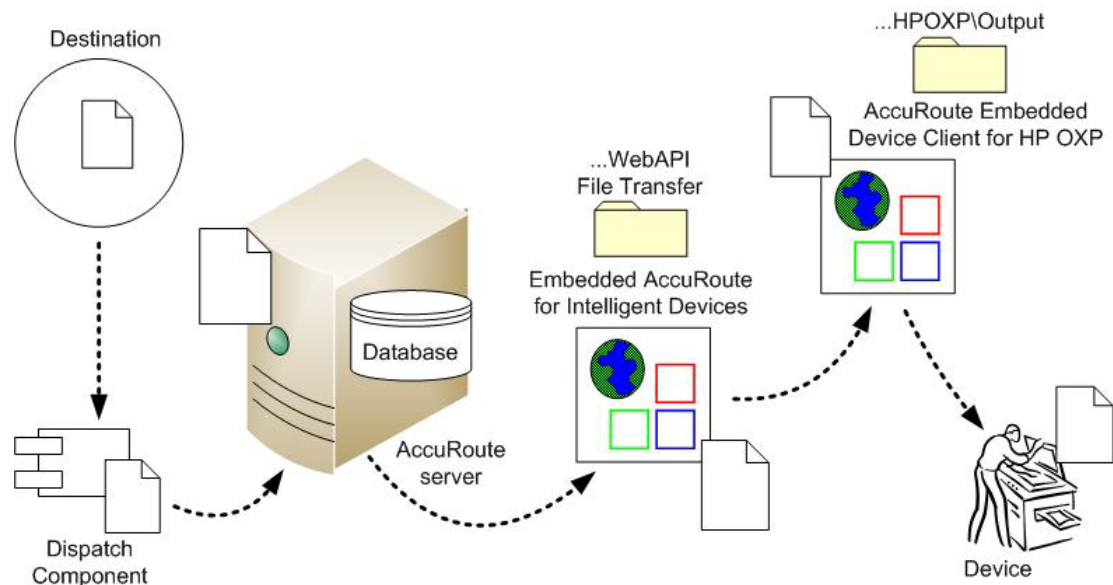 Destination
Dispatch
Component
Database
AccuRoute
server
...WebAPI
File Transfer
Embedded AccuRoute
for Intelligent Devices
...HPOXP\Output
AccuRoute Embedded
Device Client for HP OXP
Device